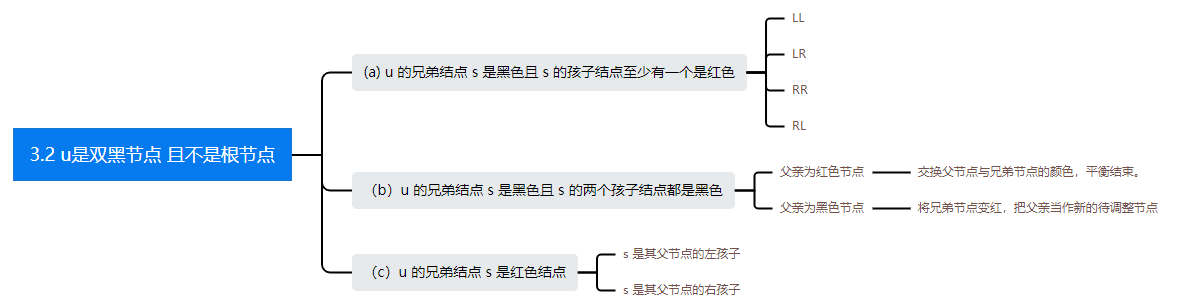 3.2 u是双黑节点 且不是根节点
(a) u 的兄弟结点 s 是黑色且 s 的孩子结点至少有一个是红色
LL
LR
RR
RL
（b）u 的兄弟结点 s 是黑色且 s 的两个孩子结点都是黑色
父亲为红色节点
交换父节点与兄弟节点的颜色，平衡结束。
父亲为黑色节点
将兄弟节点变红，把父亲当作新的待调整节点
（c）u 的兄弟结点 s 是红色结点
s 是其父节点的左孩子
s 是其父节点的右孩子